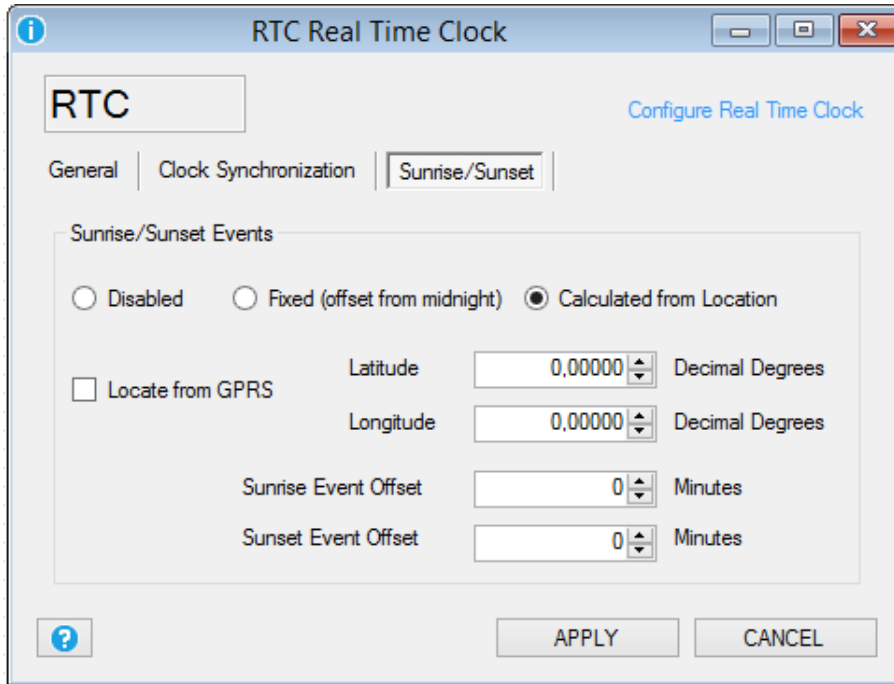 RTC Real Time Clock
RTC
Configure Real Time Clock
General Clock Synchronization Sunrise/Sunset
Sunrise/Sunset Events
Disabled Fixed (offset from midnight) Calculated from Location
Latitude 0,00000 Decimal Degrees
Locate from GPRS
Longitude 0,00000 Decimal Degrees
Sunrise Event Offset 0 Minutes
Sunset Event Offset 0 Minutes
APPLY CANCEL